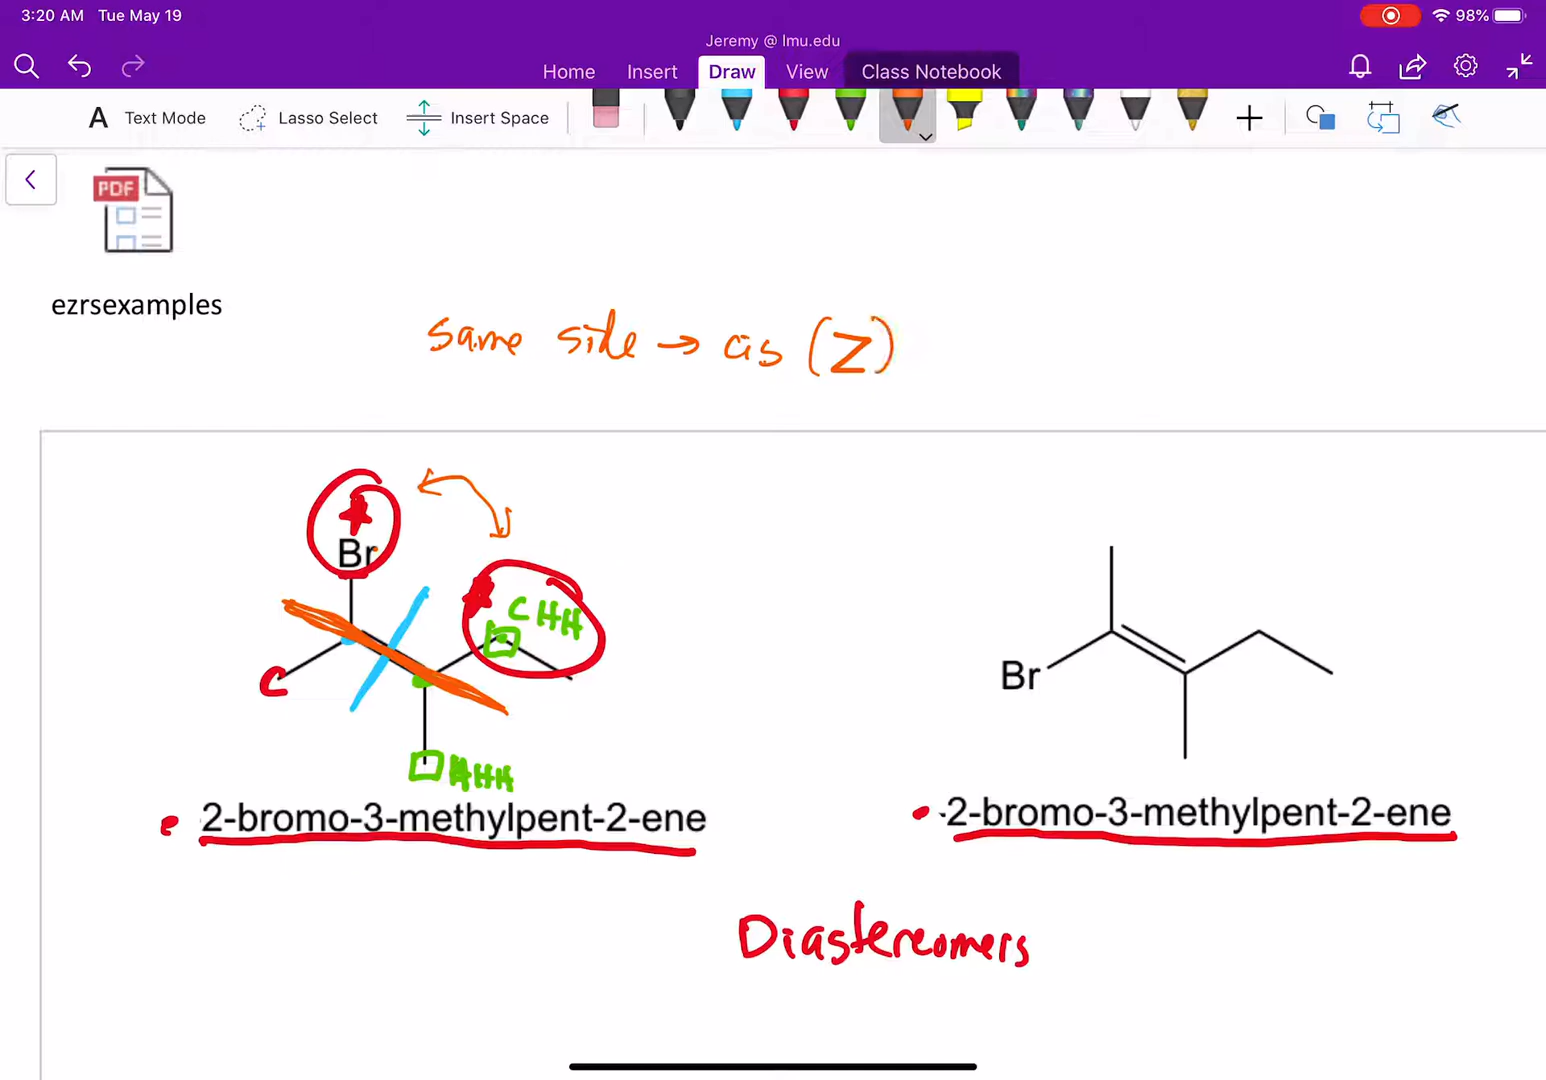 3:20 AM Tue May 19
98%
Jeremy @ lmu.edu
Home Insert Draw View Class Notebook
A Text Mode Lasso Select Insert Space
PDF
ezrsexamples
same side → cis (Z)
Br
C H H
C
H H H
Br
2-bromo-3-methylpent-2-ene
2-bromo-3-methylpent-2-ene
Diastereomers